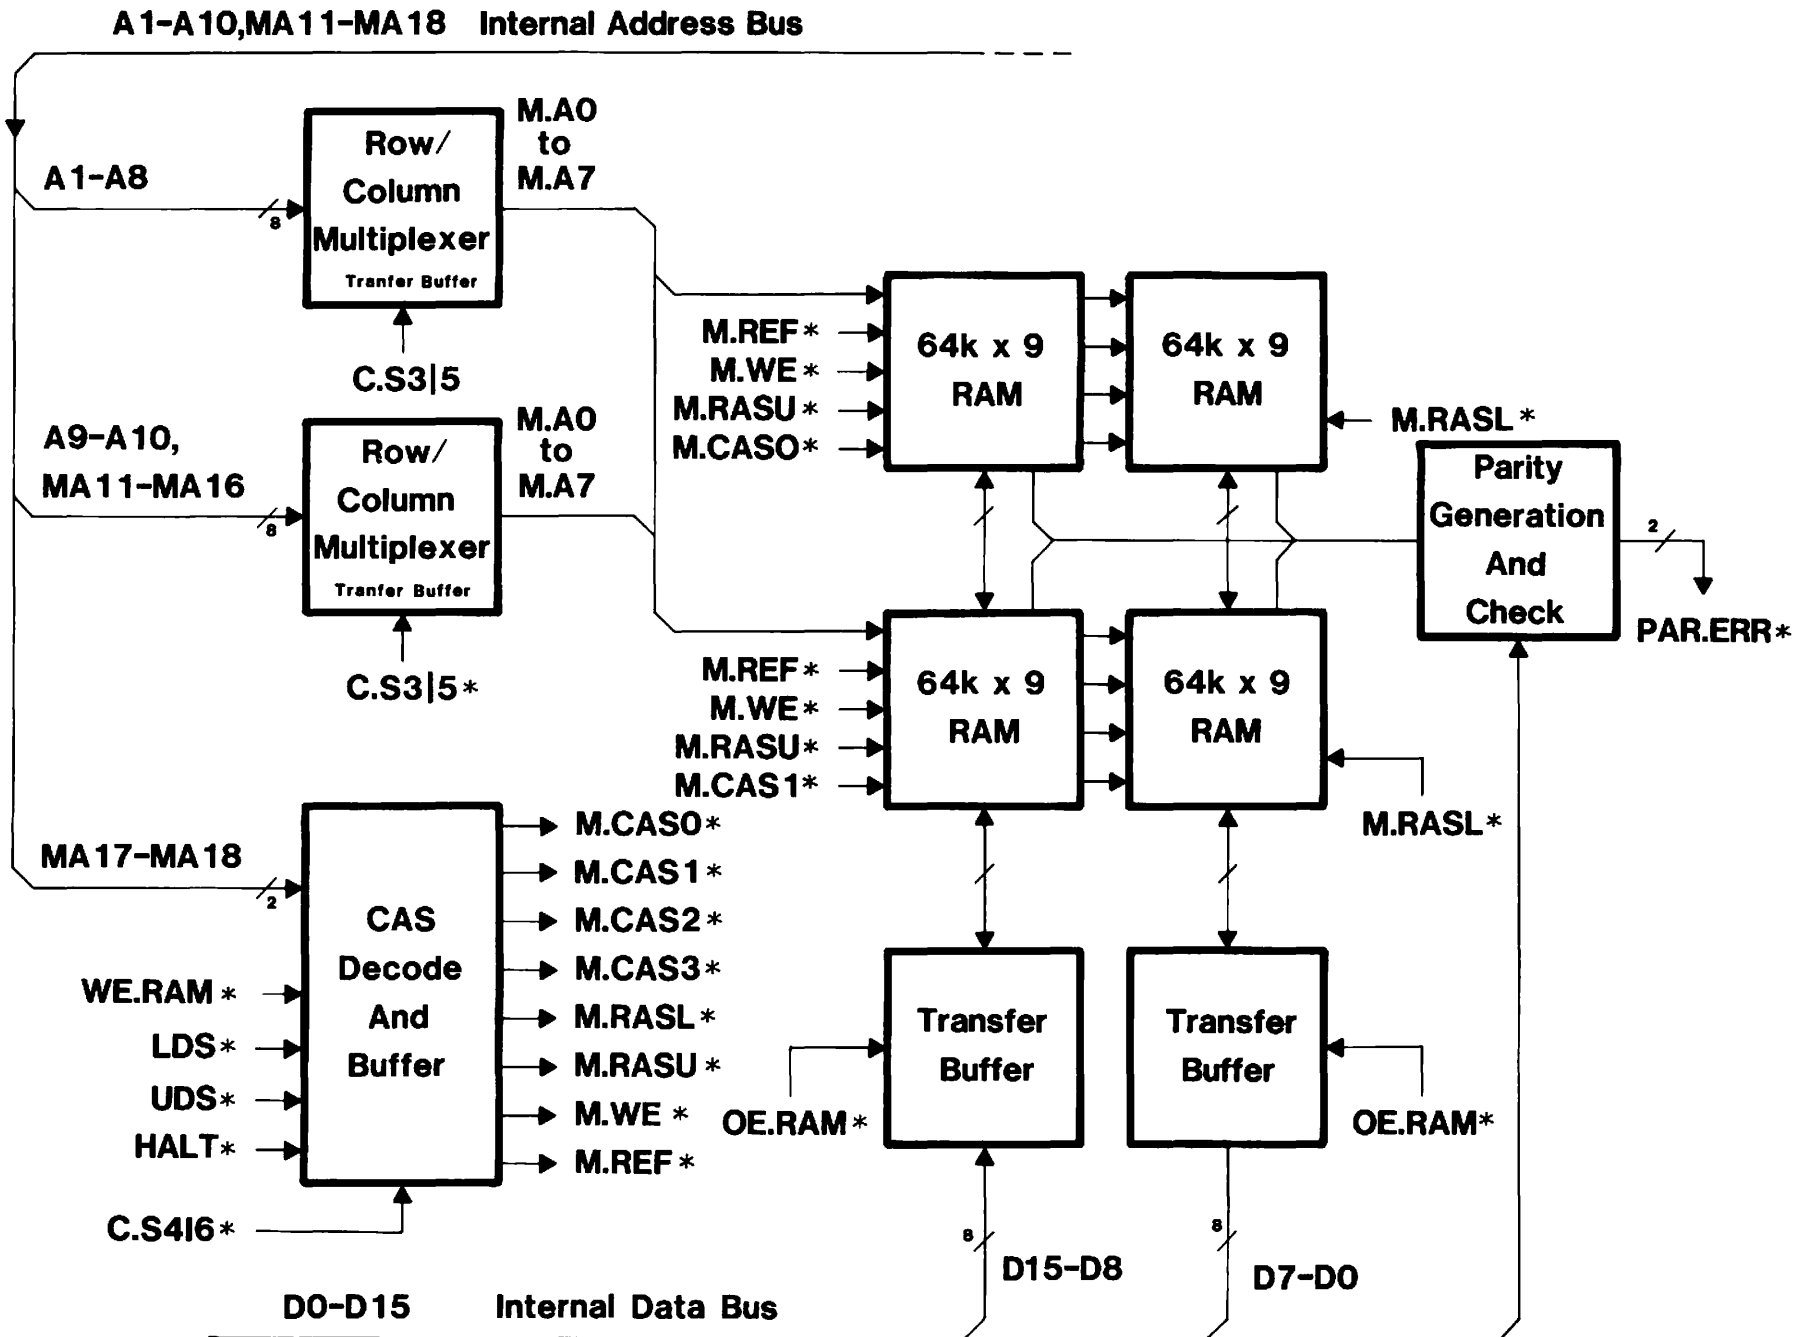 A1-A10,MA11-MA18 Internal Address Bus
A1-A8
8
Row/
Column
Multiplexer
Tranfer Buffer
M.A0
to
M.A7
C.S3|5
A9-A10,
MA11-MA16
8
Row/
Column
Multiplexer
Tranfer Buffer
M.A0
to
M.A7
C.S3|5*
M.REF*
M.WE*
M.RASU*
M.CAS0*
64k x 9
RAM
64k x 9
RAM
M.RASL*
Parity
Generation
And
Check
2
PAR.ERR*
M.REF*
M.WE*
M.RASU*
M.CAS1*
64k x 9
RAM
64k x 9
RAM
M.RASL*
MA17-MA18
2
WE.RAM*
LDS*
UDS*
HALT*
C.S4I6*
CAS
Decode
And
Buffer
M.CAS0*
M.CAS1*
M.CAS2*
M.CAS3*
M.RASL*
M.RASU*
M.WE*
M.REF*
OE.RAM*
Transfer
Buffer
Transfer
Buffer
OE.RAM*
8
D15-D8
8
D7-D0
D0-D15 Internal Data Bus